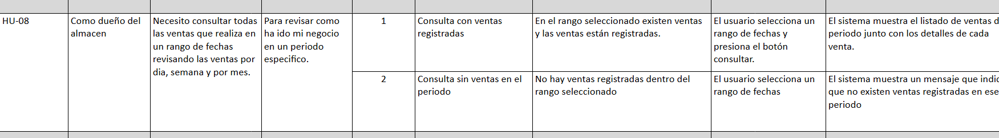 HU-08
Como dueño del
almacen
Necesito consultar todas
las ventas que realiza en
un rango de fechas
revisando las ventas por
dia, semana y por mes.
Para revisar como
ha ido mi negocio
en un periodo
especifico.
1
Consulta con ventas
registradas
En el rango seleccionado existen ventas
y las ventas están registradas.
El usuario selecciona un
rango de fechas y
presiona el botón
consultar.
El sistema muestra el listado de ventas d
periodo junto con los detalles de cada
venta.
2
Consulta sin ventas en el
periodo
No hay ventas registradas dentro del
rango seleccionado
El usuario selecciona un
rango de fechas
El sistema muestra un mensaje que indic
que no existen ventas registradas en ese
periodo